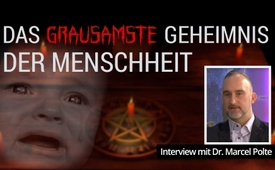 DAS GRAUSAMSTE GEHEIMNIS
DER MENSCHHEIT
Interview mit Dr. Marcel Polte